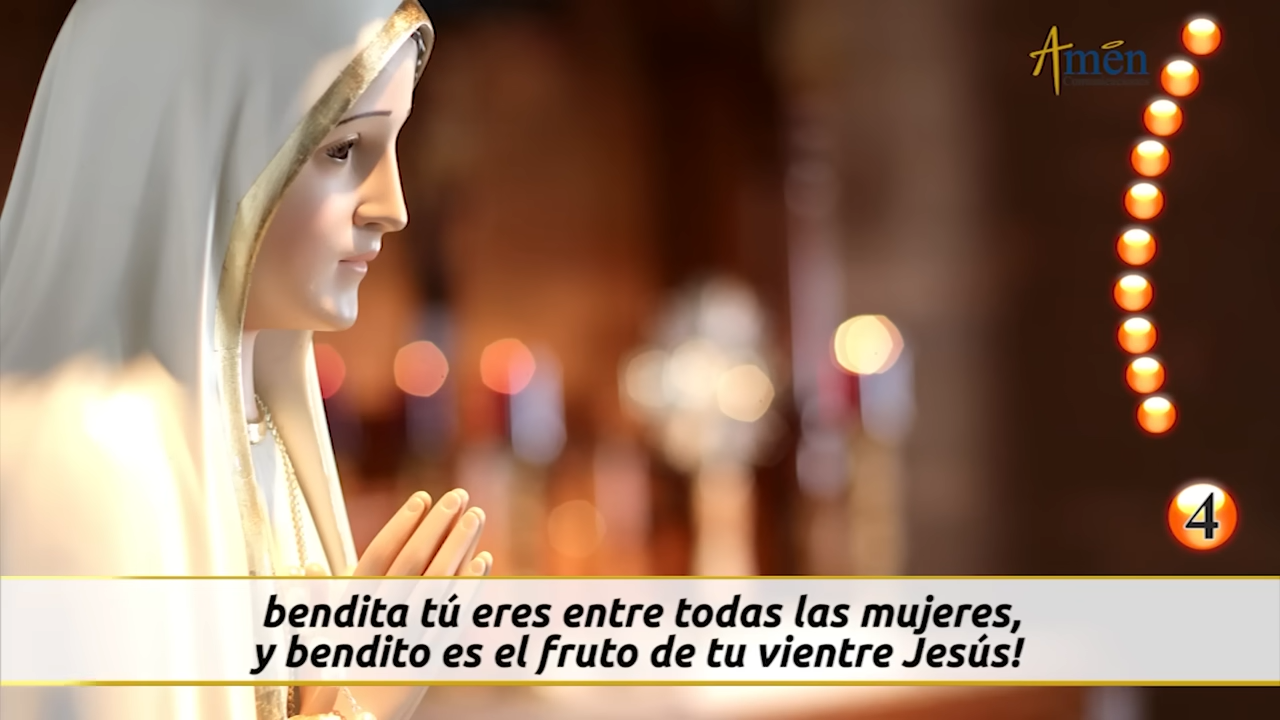 Amén
4
bendita tú eres entre todas las mujeres,
y bendito es el fruto de tu vientre Jesús!